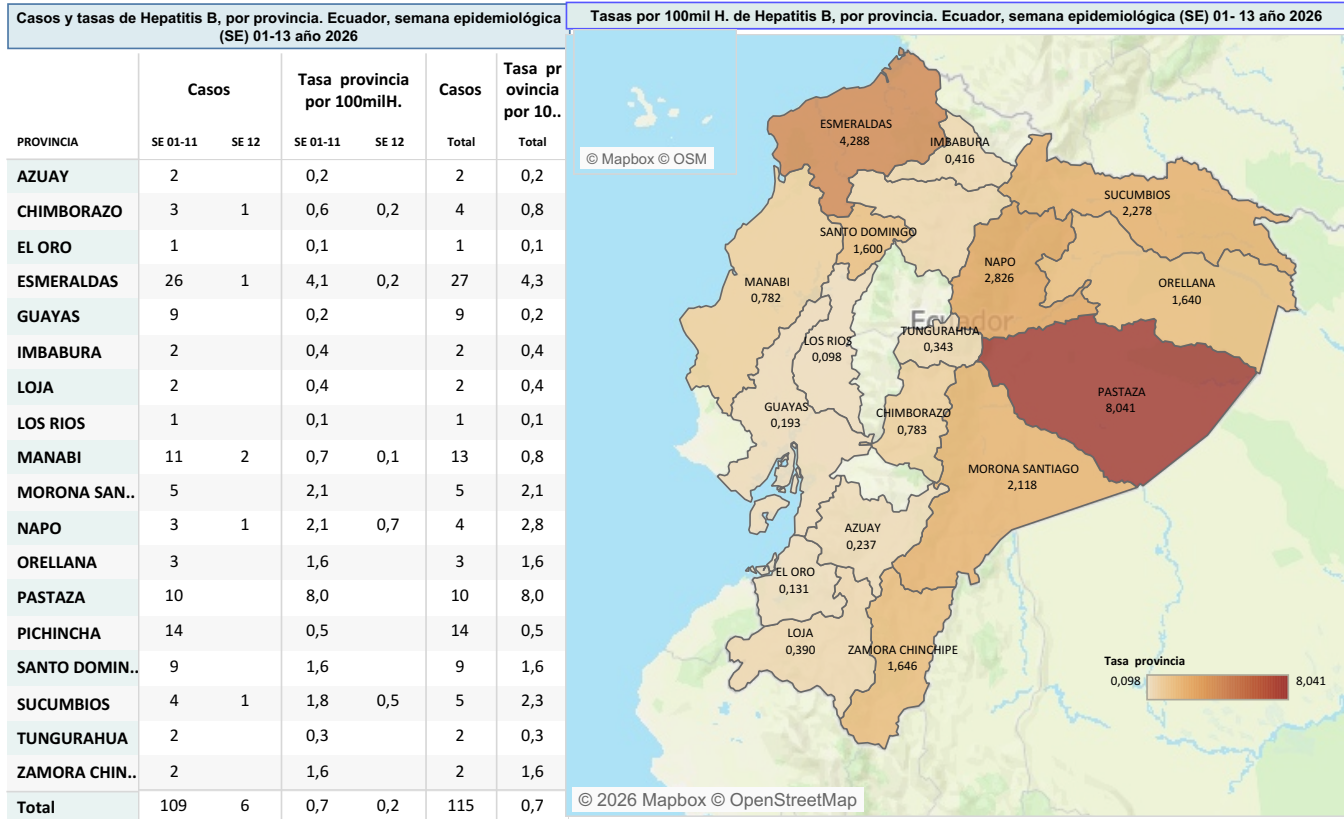 Casos y tasas de Hepatitis B, por provincia. Ecuador, semana epidemiológica
(SE) 01-13 año 2026
Casos
Tasa provincia
por 100milH.
Casos
Tasa pr
ovincia
por 10..
PROVINCIA SE 01-11 SE 12 SE 01-11 SE 12 Total Total
AZUAY 2 0,2 2 0,2
CHIMBORAZO 3 1 0,6 0,2 4 0,8
EL ORO 1 0,1 1 0,1
ESMERALDAS 26 1 4,1 0,2 27 4,3
GUAYAS 9 0,2 9 0,2
IMBABURA 2 0,4 2 0,4
LOJA 2 0,4 2 0,4
LOS RIOS 1 0,1 1 0,1
MANABI 11 2 0,7 0,1 13 0,8
MORONA SAN.. 5 2,1 5 2,1
NAPO 3 1 2,1 0,7 4 2,8
ORELLANA 3 1,6 3 1,6
PASTAZA 10 8,0 10 8,0
PICHINCHA 14 0,5 14 0,5
SANTO DOMIN.. 9 1,6 9 1,6
SUCUMBIOS 4 1 1,8 0,5 5 2,3
TUNGURAHUA 2 0,3 2 0,3
ZAMORA CHIN.. 2 1,6 2 1,6
Total 109 6 0,7 0,2 115 0,7
Tasas por 100mil H. de Hepatitis B, por provincia. Ecuador, semana epidemiológica (SE) 01- 13 año 2026
© Mapbox © OSM
ESMERALDAS
4,288
IMBABURA
0,416
SUCUMBIOS
2,278
SANTO DOMINGO
1,600
NAPO
2,826
ORELLANA
1,640
MANABI
0,782
Ecuador
TUNGURAHUA
0,343
LOS RIOS
0,098
PASTAZA
8,041
GUAYAS
0,193
CHIMBORAZO
0,783
MORONA SANTIAGO
2,118
AZUAY
0,237
EL ORO
0,131
LOJA
0,390
ZAMORA CHINCHIPE
1,646
Tasa provincia
0,098 8,041
© 2026 Mapbox © OpenStreetMap